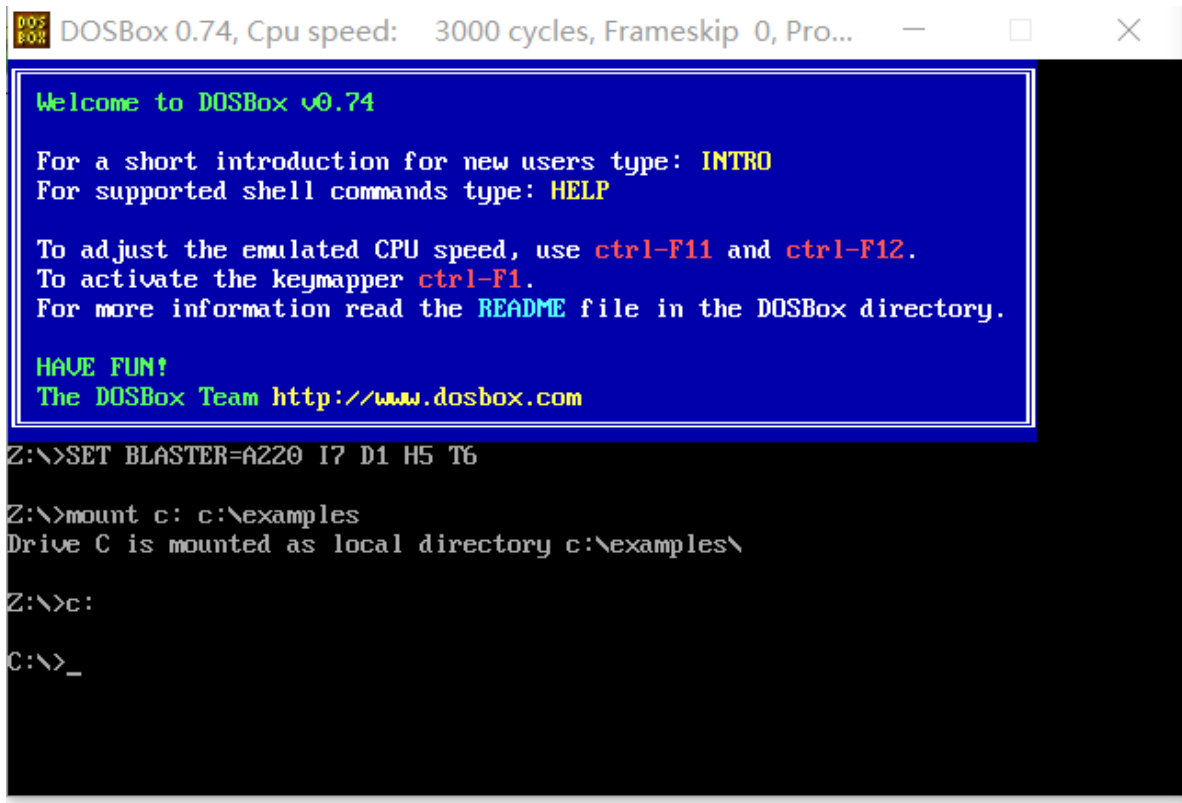 DOS
BOX
DOSBox 0.74, Cpu speed: 3000 cycles, Frameskip 0, Pro...
Welcome to DOSBox v0.74
For a short introduction for new users type: INTRO
For supported shell commands type: HELP
To adjust the emulated CPU speed, use ctrl-F11 and ctrl-F12.
To activate the keymapper ctrl-F1.
For more information read the README file in the DOSBox directory.
HAVE FUN!
The DOSBox Team http://www.dosbox.com
Z:\>SET BLASTER=A220 I7 D1 H5 T6
Z:\>mount c: c:\examples
Drive C is mounted as local directory c:\examples\
Z:\>c:
C:\>_